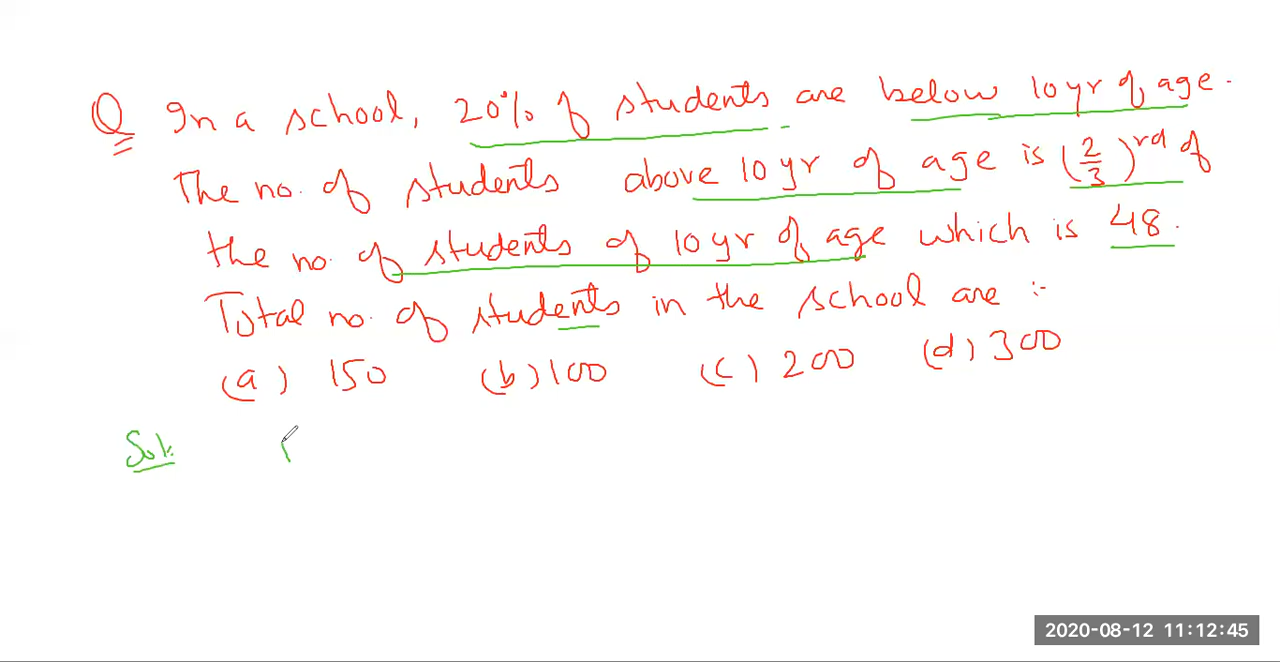 Q In a school, 20% of students are below 10 yr of age.
The no. of students above 10 yr of age is (2/3)rd of
the no. of students of 10 yr of age which is 48.
Total no. of students in the school are :-
(a) 150 (b) 100 (c) 200 (d) 300
Sol:
2020-08-12 11:12:45